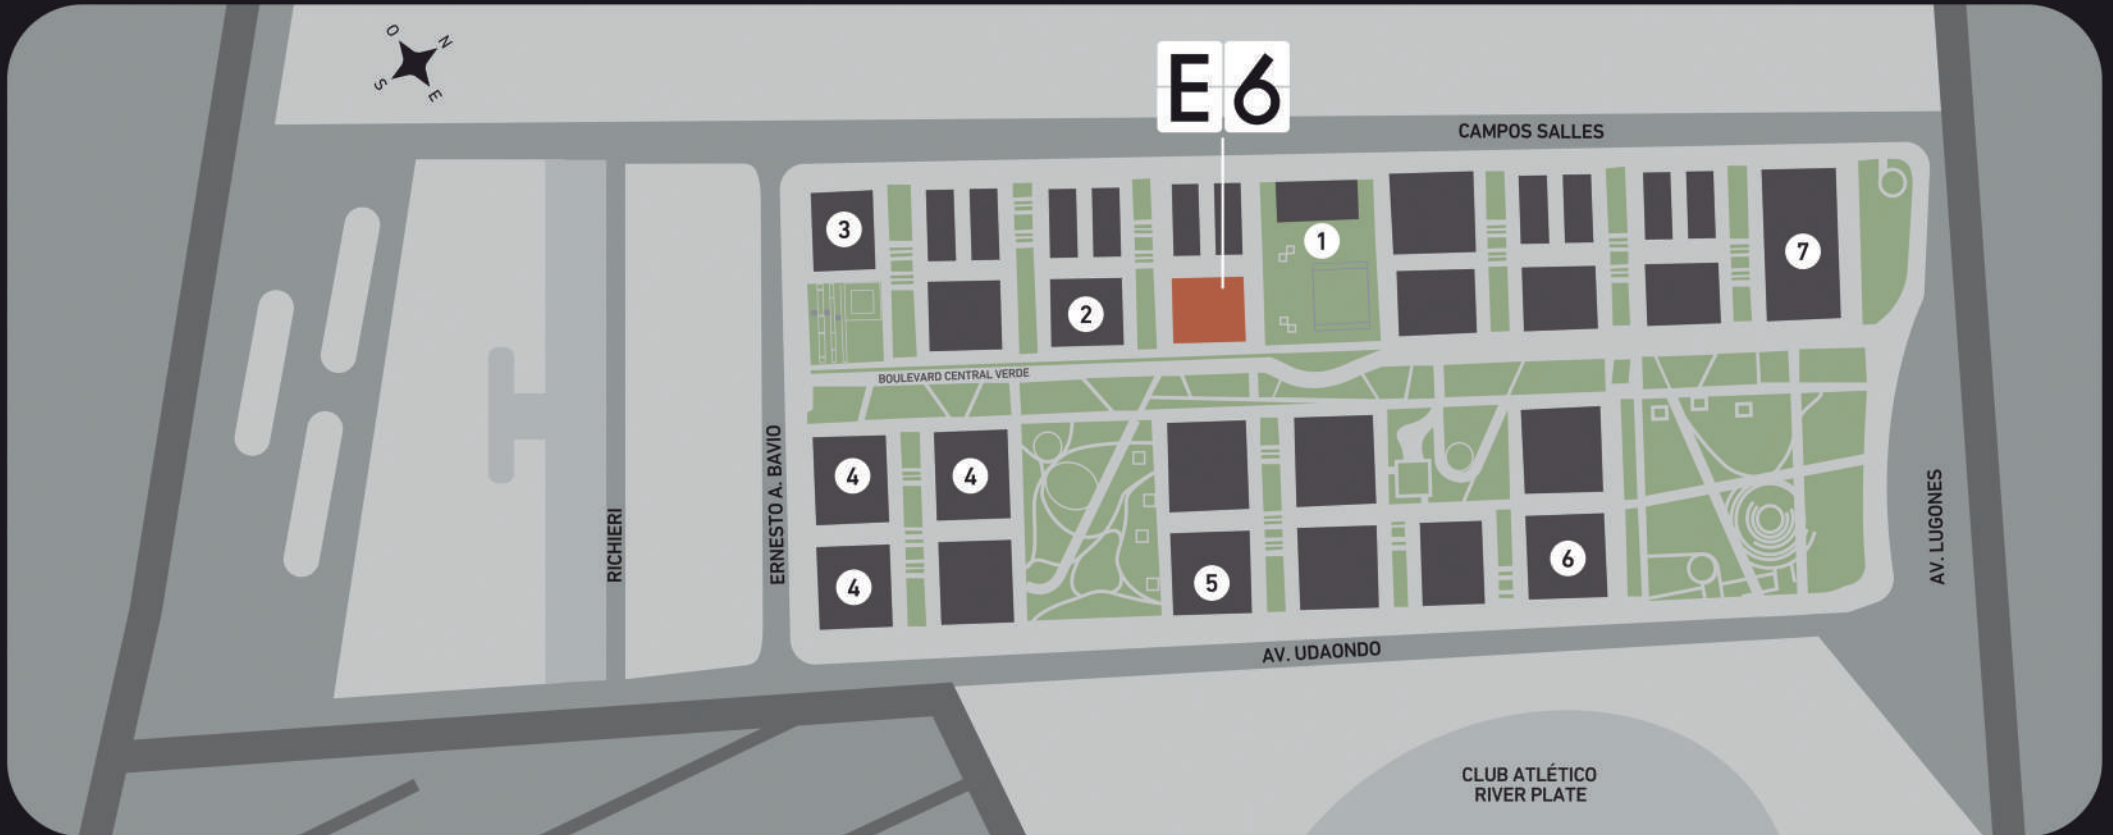 O
N
S
E
E6
CAMPOS SALLES
3
1
7
2
BOULEVARD CENTRAL VERDE
4
4
ERNESTO A. BAVIO
RICHIERI
AV. LUGONES
4
5
6
AV. UDAONDO
CLUB ATLÉTICO
RIVER PLATE